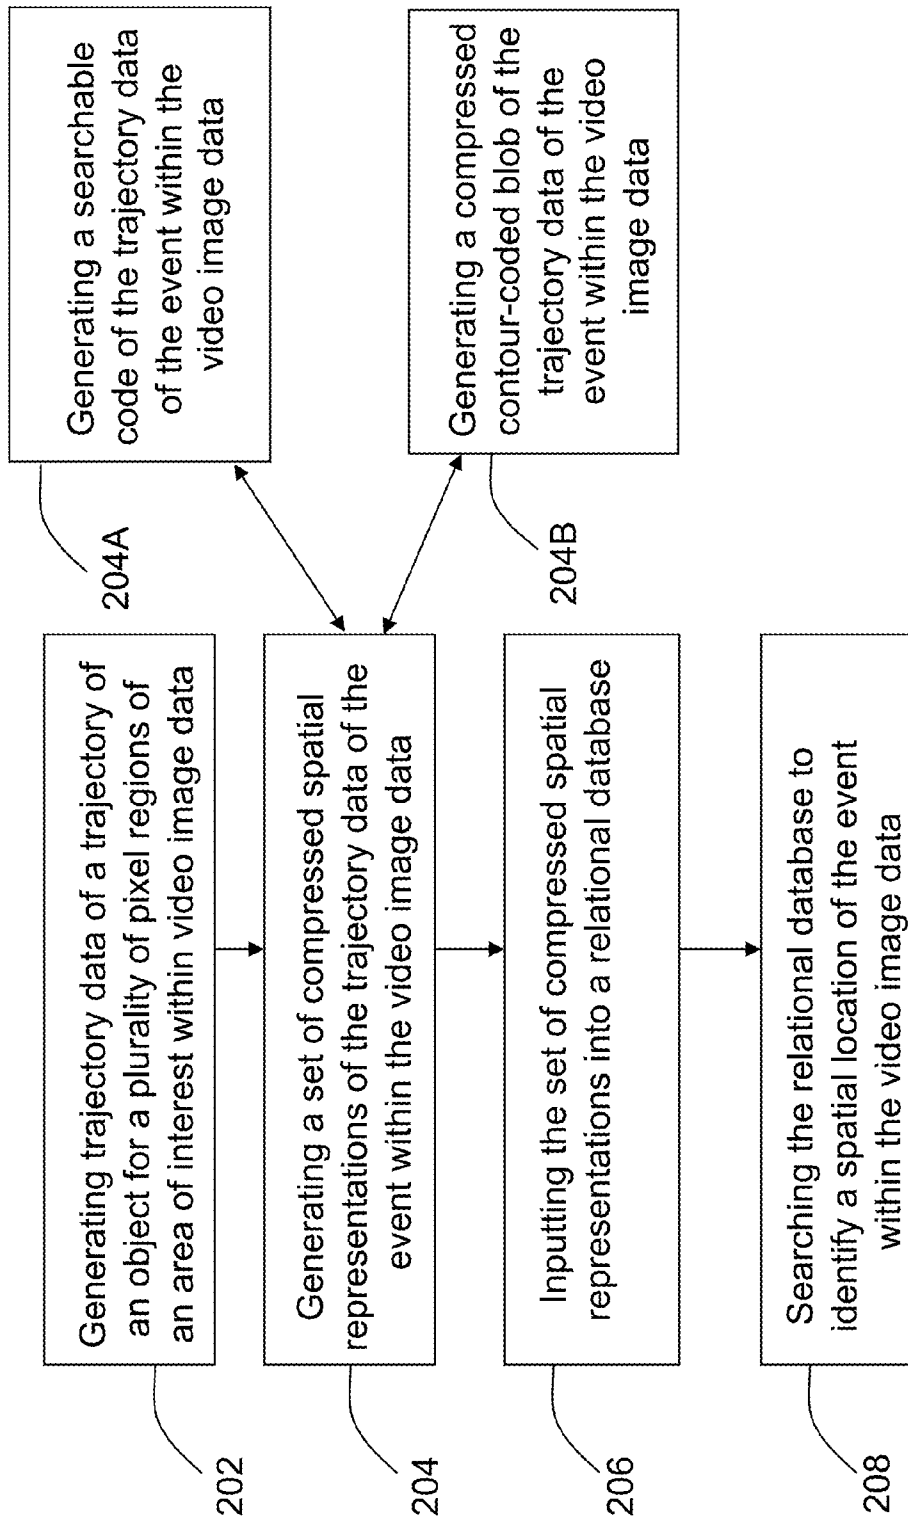 202
Generating trajectory data of a trajectory of
an object for a plurality of pixel regions of
an area of interest within video image data
204
Generating a set of compressed spatial
representations of the trajectory data of the
event within the video image data
204A
Generating a searchable
code of the trajectory data
of the event within the
video image data
204B
Generating a compressed
contour-coded blob of the
trajectory data of the
event within the video
image data
206
Inputting the set of compressed spatial
representations into a relational database
208
Searching the relational database to
identify a spatial location of the event
within the video image data